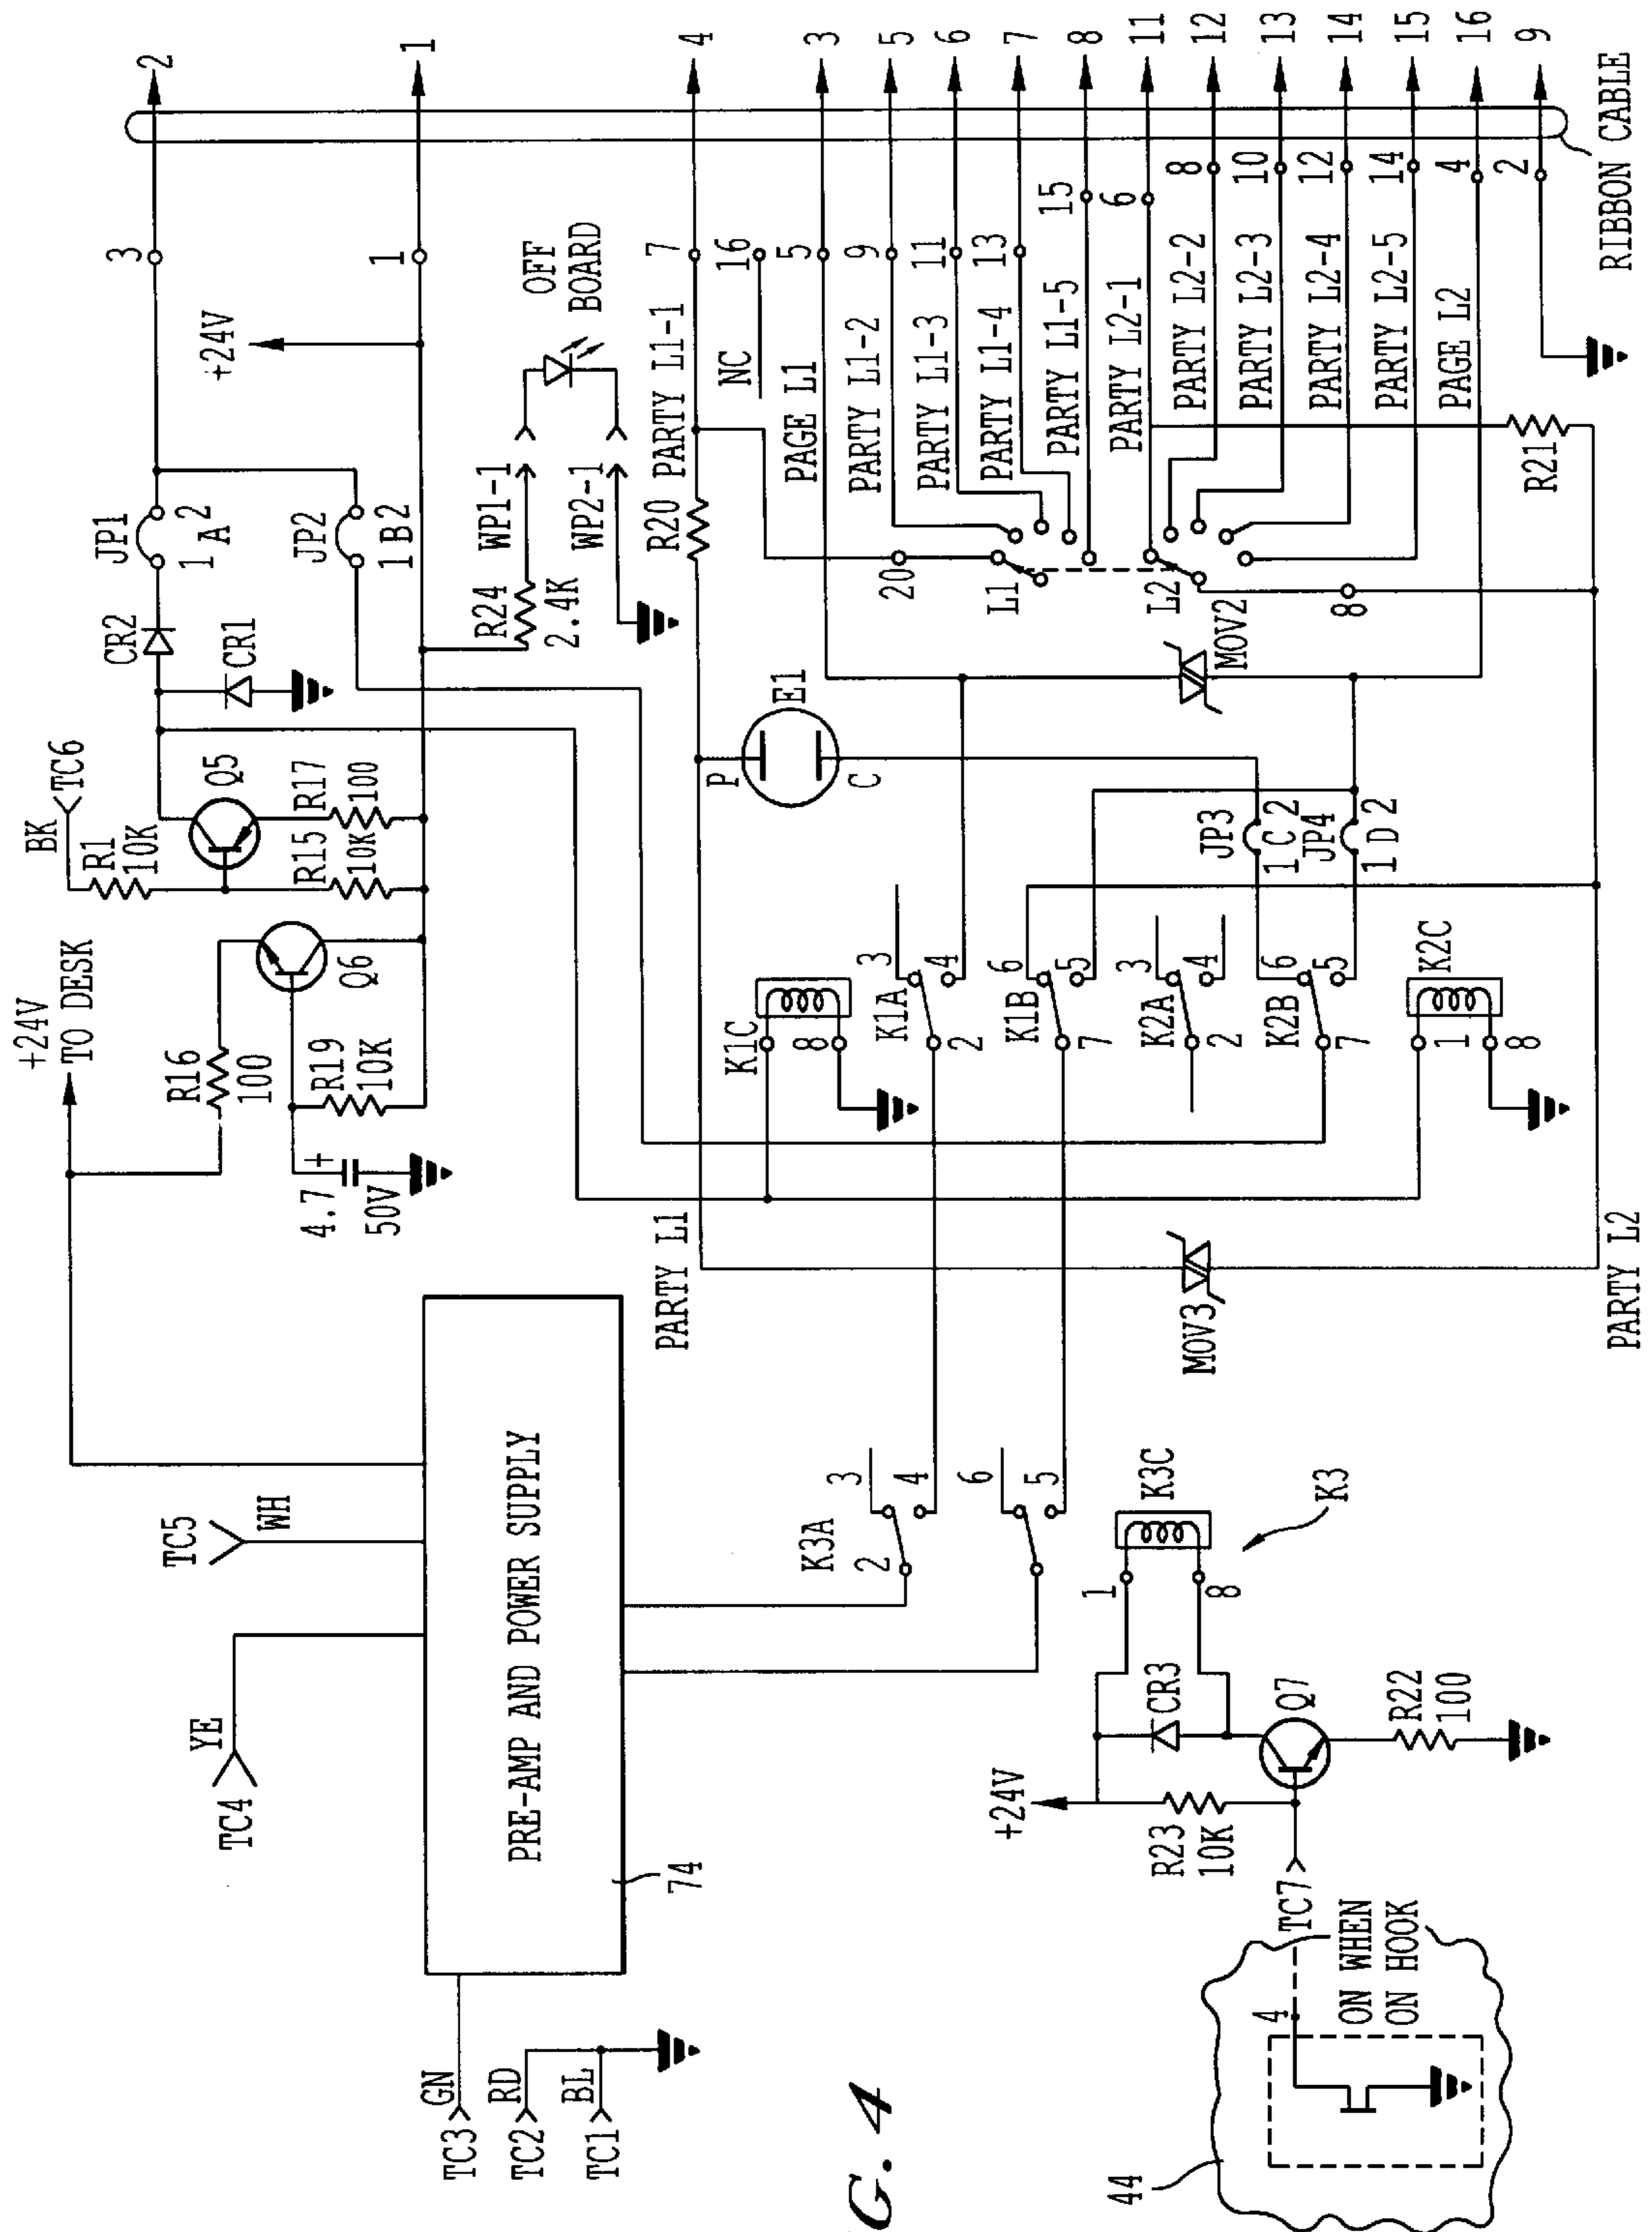 +24V
TO DESK
BK
TC6
R1
10K
Q5
R15
10K
R17
100
CR2
CR1
JP1
1 A 2
JP2
1 B 2
3
2
+24V
1
1
R16
100
Q6
R19
10K
4.7 +
50V
R24
2.4K
WP1-1
WP2-1
OFF
BOARD
TC5
WH
YE
TC4
PRE-AMP AND POWER SUPPLY
74
GN
TC3
RD
TC2
BL
TC1
PARTY L1
R20
PARTY L1-1
7
4
NC
16
PAGE L1
5
3
PARTY L1-2
9
5
PARTY L1-3
11
6
PARTY L1-4
13
7
PARTY L1-5
15
8
PARTY L2-1
6
11
PARTY L2-2
8
12
PARTY L2-3
10
13
PARTY L2-4
12
14
PARTY L2-5
14
15
PAGE L2
4
16
2
9
RIBBON CABLE
P
E1
C
20
L1
L2
8
MOV2
R21
JP3
1 C 2
JP4
1 D 2
K1C
8
K1A
3
4
2
K1B
6
5
7
K2A
3
4
2
K2B
6
5
7
K2C
1
8
MOV3
PARTY L2
K3A
3
4
2
6
5
K3C
1
8
K3
+24V
CR3
R23
10K
Q7
R22
100
TC7
ON WHEN
ON HOOK
4
44
G. 4